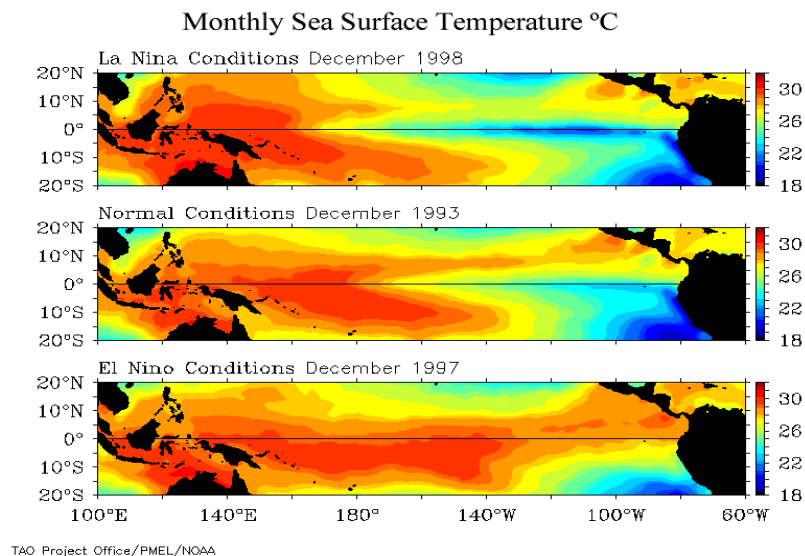 Monthly Sea Surface Temperature ºC
La Nina Conditions December 1998
20°N
10°N
0°
10°S
20°S
30
26
22
18
Normal Conditions December 1993
20°N
10°N
0°
10°S
20°S
30
26
22
18
El Nino Conditions December 1997
20°N
10°N
0°
10°S
20°S
30
26
22
18
100°E 140°E 180° 140°W 100°W 60°W
TAO Project Office/PMEL/NOAA